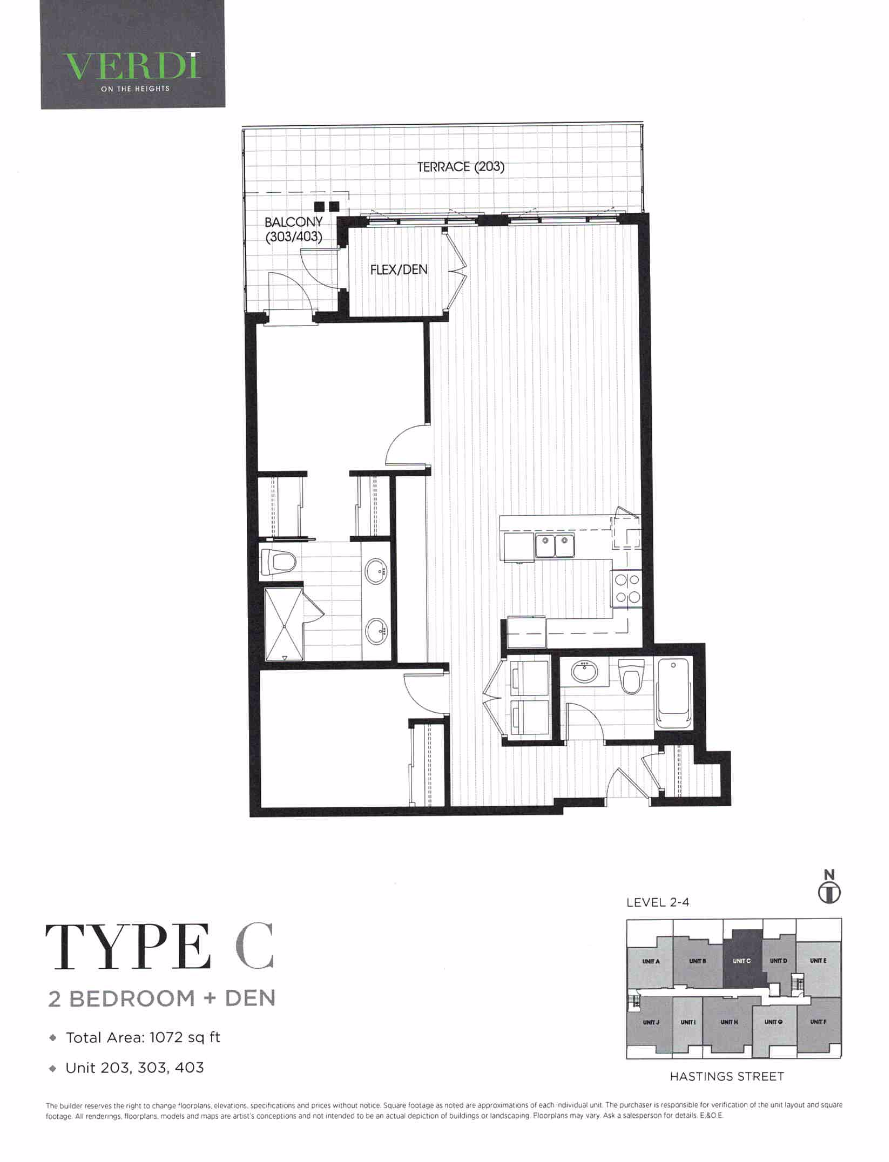 VERDI
ON THE HEIGHTS
TERRACE (203)
BALCONY
(303/403)
FLEX/DEN
N
LEVEL 2-4
UNIT A
UNIT B
UNIT C
UNIT D
UNIT E
UNIT J
UNIT I
UNIT H
UNIT G
UNIT F
HASTINGS STREET
TYPE C
2 BEDROOM + DEN
Total Area: 1072 sq ft
Unit 203, 303, 403
The builder reserves the right to change floorplans, elevations, specifications and prices without notice. Square footage as noted are approximations of each individual unit. The purchaser is responsible for verification of the unit layout and square
footage. All renderings, floorplans, models and maps are artist's conceptions and not intended to be an actual depiction of buildings or landscaping. Floorplans may vary. Ask a salesperson for details. E.&O.E.